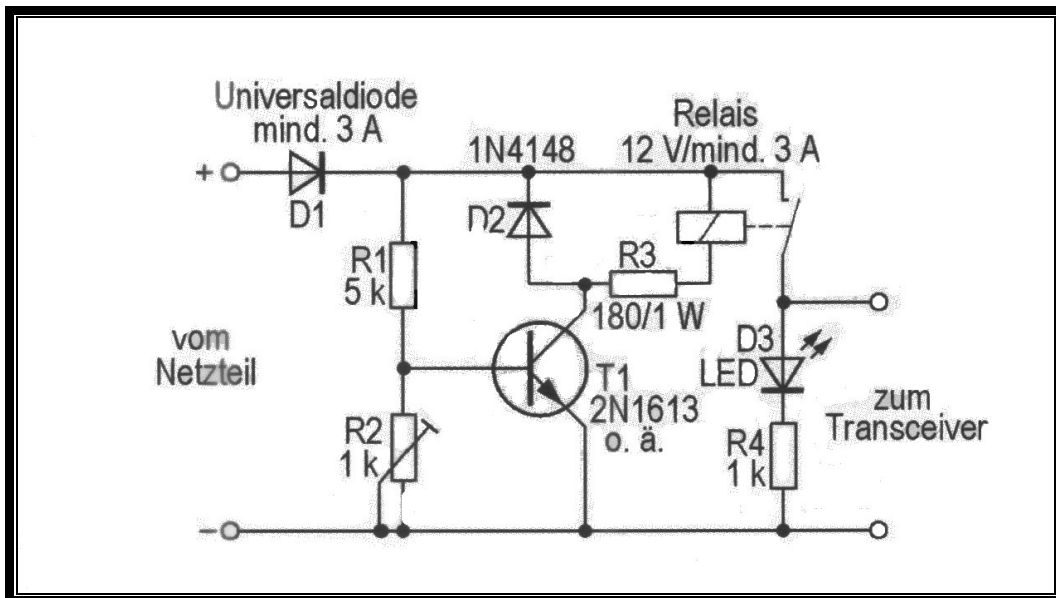 Universaldiode
mind. 3 A
+
D1
1N4148
D2
Relais
12 V/mind. 3 A
R1
5 k
R3
180/1 W
vom
Netzteil
T1
2N1613
o. ä.
D3
LED
R2
1 k
R4
1 k
zum
Transceiver
–